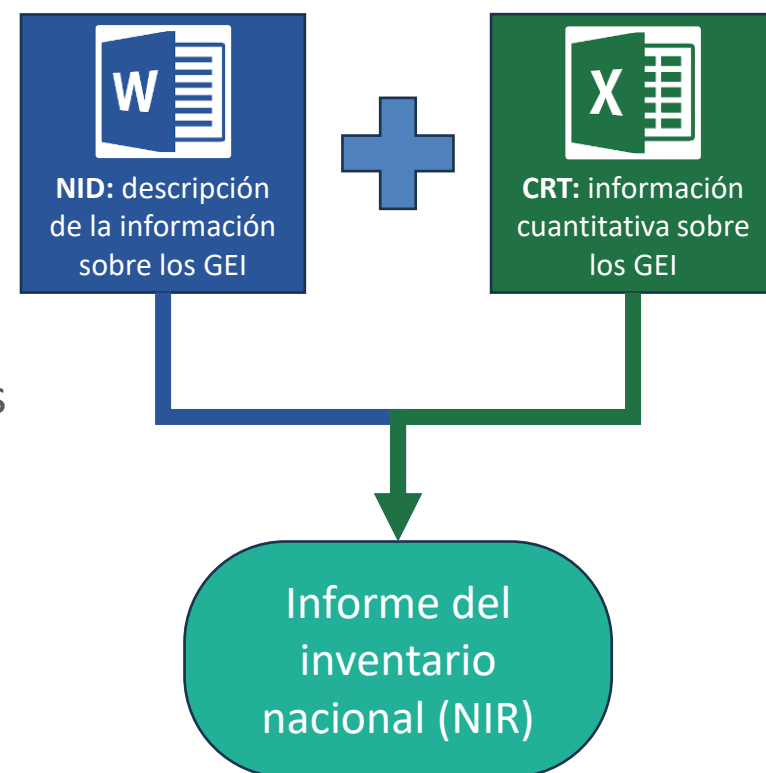 W
NID: descripción
de la información
sobre los GEI
X
CRT: información
cuantitativa sobre
los GEI
s
Informe del
inventario
nacional (NIR)